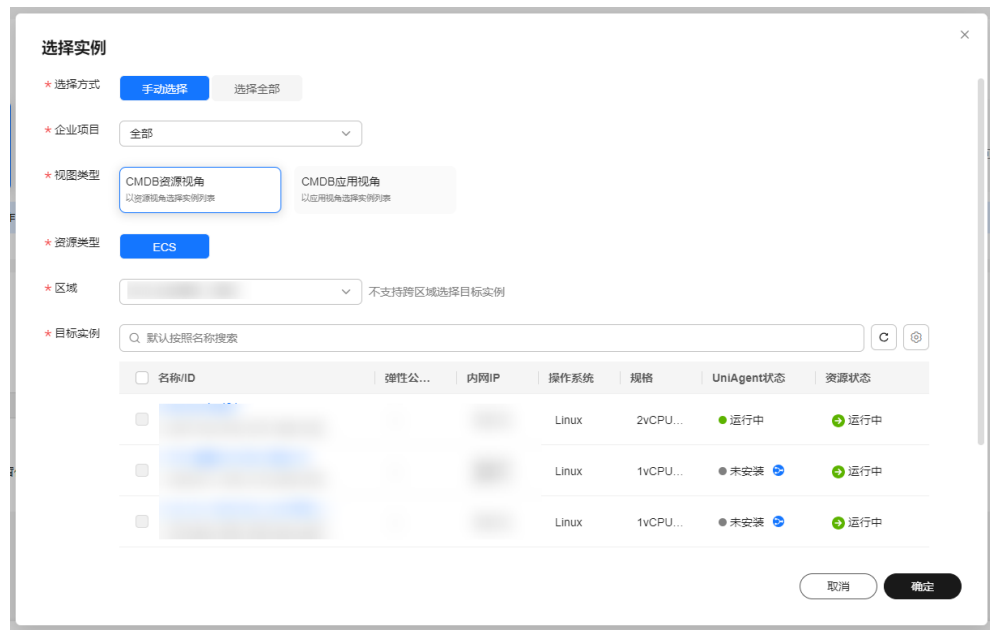 选择实例
* 选择方式 手动选择 选择全部
* 企业项目 全部
* 视图类型 CMDB资源视角 CMDB应用视角
以资源视角选择实例列表 以应用视角选择实例列表
* 资源类型 ECS
* 区域 不支持跨区域选择目标实例
* 目标实例 默认按照名称搜索
名称/ID 弹性公... 内网IP 操作系统 规格 UniAgent状态 资源状态
Linux 2vCPU... 运行中 运行中
Linux 1vCPU... 未安装 运行中
Linux 1vCPU... 未安装 运行中
取消 确定